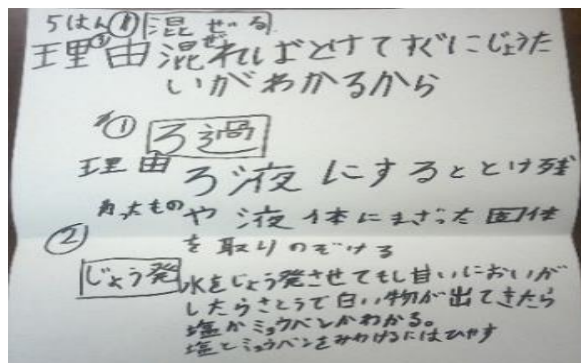 5はん① 混ぜる
理由 混ぜればとけてすぐにじょうた
いがわかるから
① ろ過
理由 ろ液にするととけ残
ったものや液体にまざった固体
② を取りのぞける
じょう発 水をじょう発させてもし甘いにおいが
したらさとうで白い物が出てきたら
塩かミョウバンかわかる。
塩とミョウバンをみわけるにはひやす